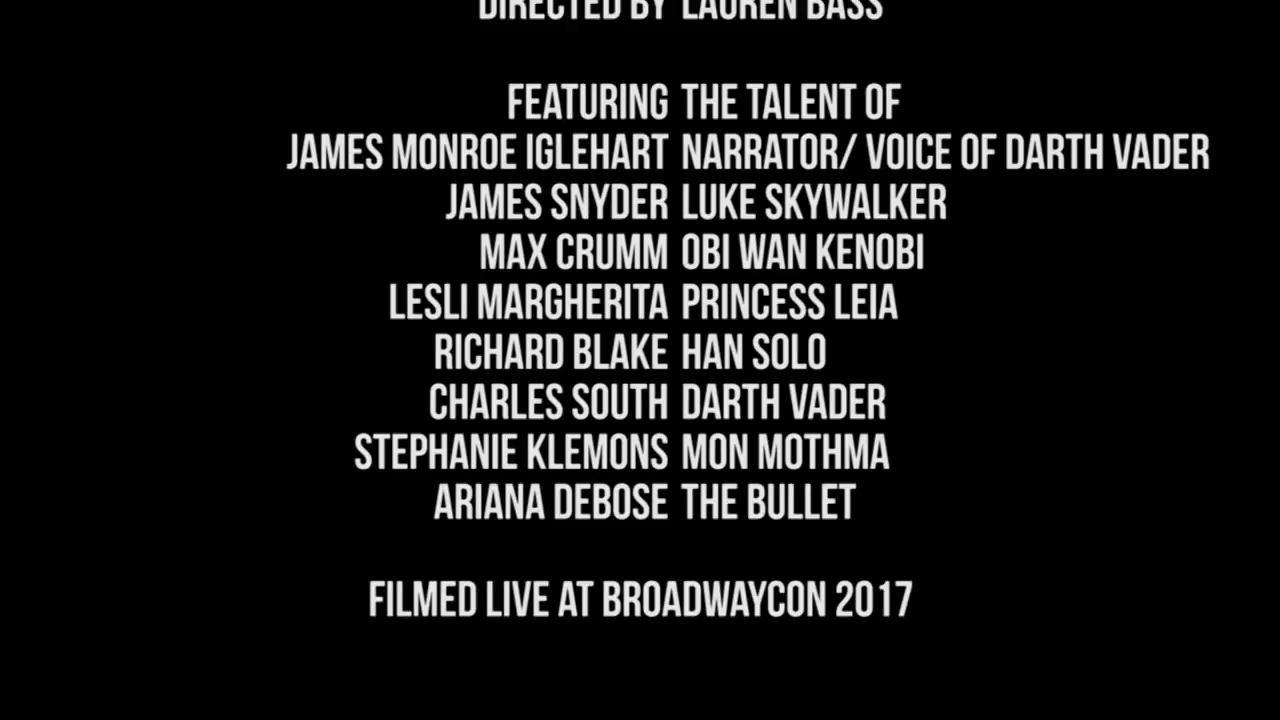 DIRECTED BY LAUREN BASS
FEATURING THE TALENT OF
JAMES MONROE IGLEHART NARRATOR/ VOICE OF DARTH VADER
JAMES SNYDER LUKE SKYWALKER
MAX CRUMM OBI WAN KENOBI
LESLI MARGHERITA PRINCESS LEIA
RICHARD BLAKE HAN SOLO
CHARLES SOUTH DARTH VADER
STEPHANIE KLEMONS MON MOTHMA
ARIANA DEBOSE THE BULLET
FILMED LIVE AT BROADWAYCON 2017